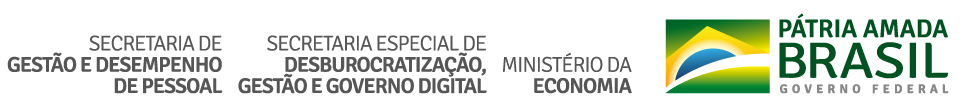 SECRETARIA DE
GESTÃO E DESEMPENHO
DE PESSOAL
SECRETARIA ESPECIAL DE
DESBUROCRATIZAÇÃO,
GESTÃO E GOVERNO DIGITAL
MINISTÉRIO DA
ECONOMIA
PÁTRIA AMADA
BRASIL
GOVERNO FEDERAL